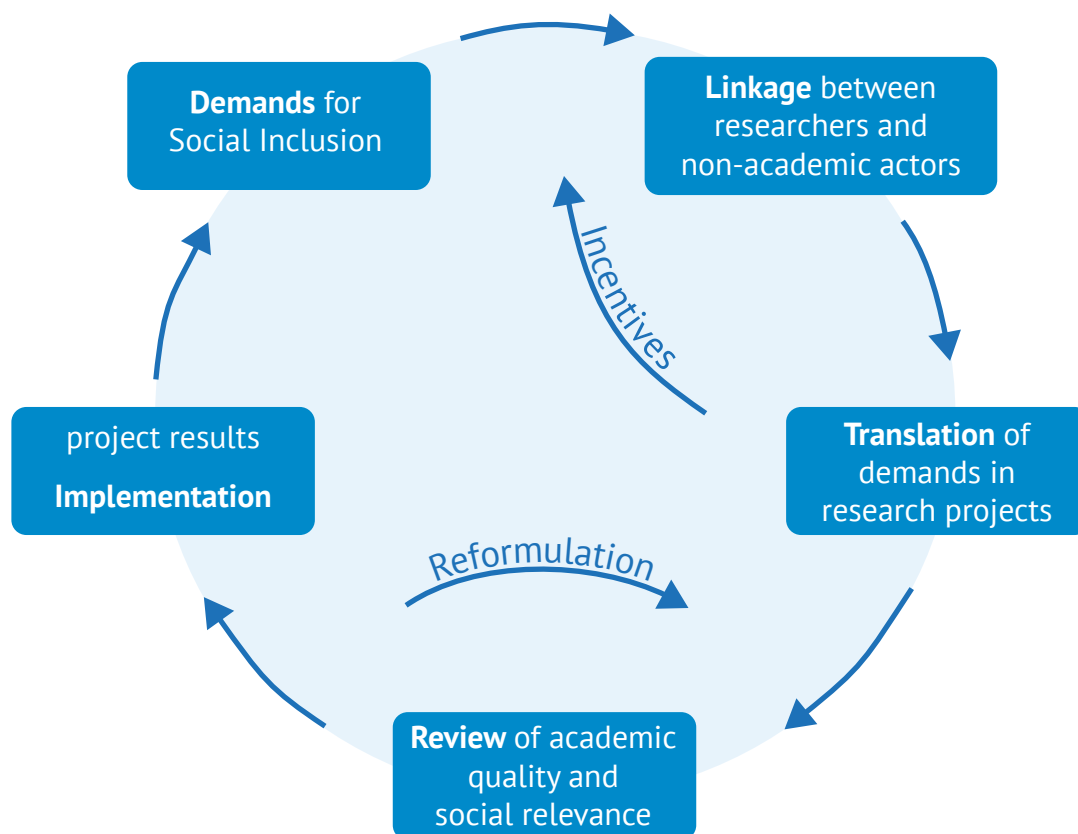 Demands for
Social Inclusion
Linkage between
researchers and
non-academic actors
Incentives
project results
Implementation
Translation of
demands in
research projects
Reformulation
Review of academic
quality and
social relevance